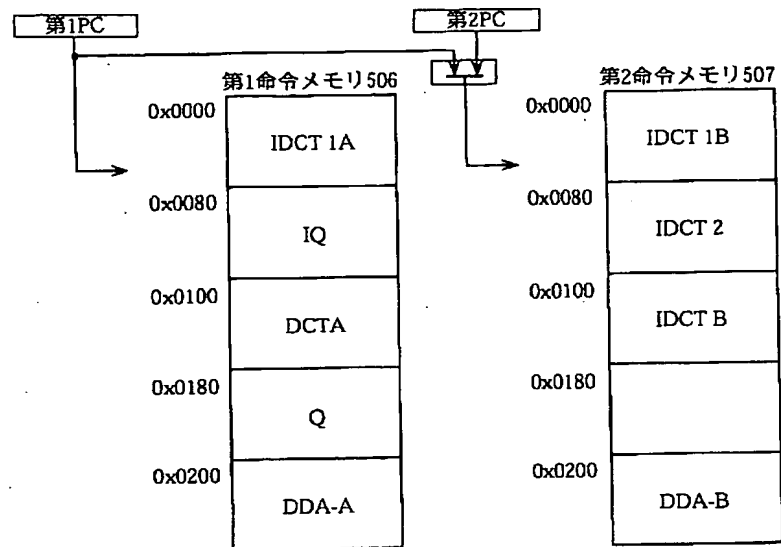 第1PC
第2PC
第1命令メモリ506
0x0000
IDCT 1A
0x0080
IQ
0x0100
DCTA
0x0180
Q
0x0200
DDA-A
第2命令メモリ507
0x0000
IDCT 1B
0x0080
IDCT 2
0x0100
IDCT B
0x0180
0x0200
DDA-B